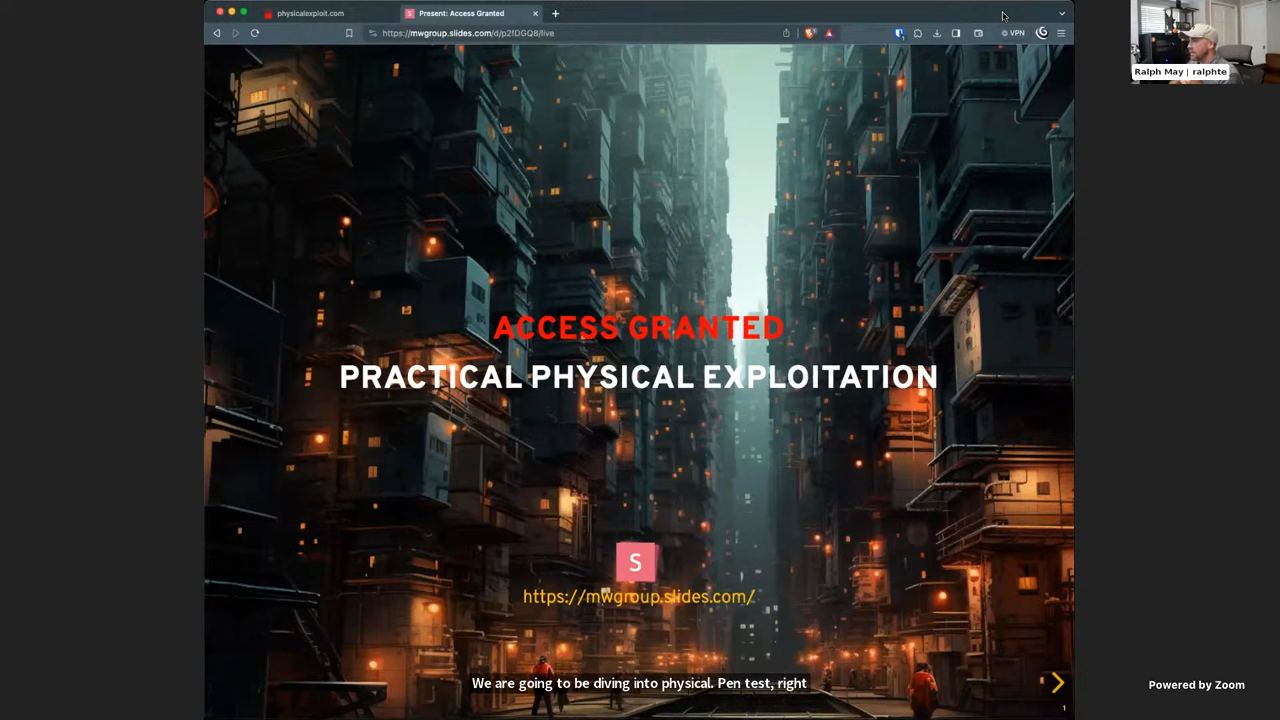 physicalexploit.com
Present: Access Granted
https://mwgroup.slides.com/d/p2fDGQ8/live
VPN
Ralph May | ralphte
ACCESS GRANTED
PRACTICAL PHYSICAL EXPLOITATION
S
https://mwgroup.slides.com/
We are going to be diving into physical. Pen test, right
1
Powered by Zoom